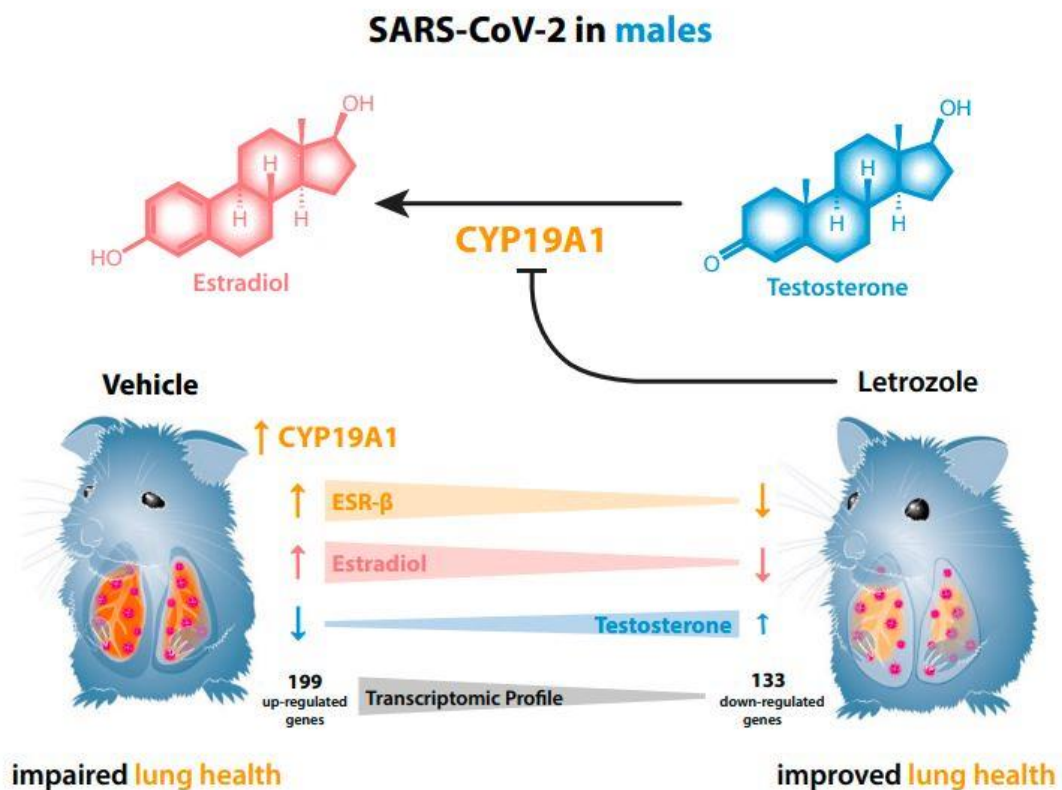 SARS-CoV-2 in males
OH
H
H
H
HO
Estradiol
CYP19A1
OH
H
H
H
O
Testosterone
Vehicle
Letrozole
↑ CYP19A1
↑ ESR-β ↓
↑ Estradiol ↓
↓ Testosterone ↑
199
up-regulated
genes
Transcriptomic Profile
133
down-regulated
genes
impaired lung health
improved lung health